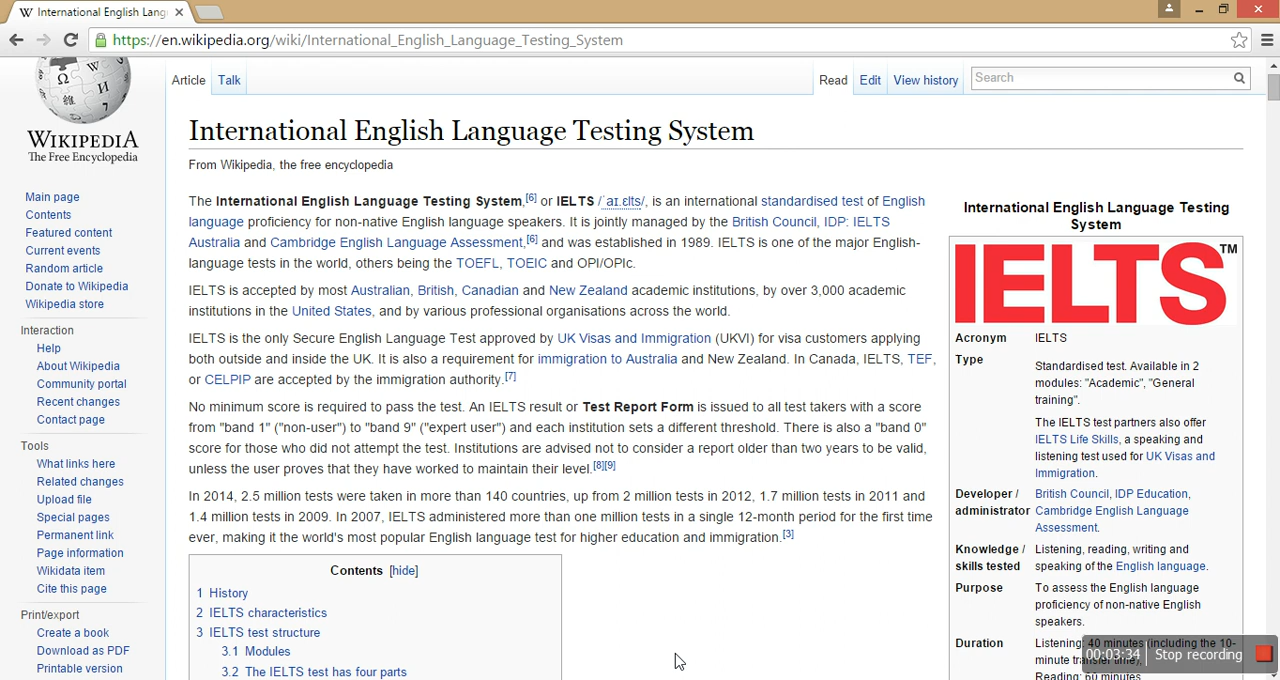 International English Lang
https://en.wikipedia.org/wiki/International_English_Language_Testing_System
WIKIPEDIA
The Free Encyclopedia
Main page
Contents
Featured content
Current events
Random article
Donate to Wikipedia
Wikipedia store
Interaction
Help
About Wikipedia
Community portal
Recent changes
Contact page
Tools
What links here
Related changes
Upload file
Special pages
Permanent link
Page information
Wikidata item
Cite this page
Print/export
Create a book
Download as PDF
Printable version
Article Talk
Read Edit View history Search
International English Language Testing System
From Wikipedia, the free encyclopedia
The International English Language Testing System,[6] or IELTS /ˈaɪ.ɛlts/, is an international standardised test of English
language proficiency for non-native English language speakers. It is jointly managed by the British Council, IDP: IELTS
Australia and Cambridge English Language Assessment,[6] and was established in 1989. IELTS is one of the major English-
language tests in the world, others being the TOEFL, TOEIC and OPI/OPIc.
IELTS is accepted by most Australian, British, Canadian and New Zealand academic institutions, by over 3,000 academic
institutions in the United States, and by various professional organisations across the world.
IELTS is the only Secure English Language Test approved by UK Visas and Immigration (UKVI) for visa customers applying
both outside and inside the UK. It is also a requirement for immigration to Australia and New Zealand. In Canada, IELTS, TEF,
or CELPIP are accepted by the immigration authority.[7]
No minimum score is required to pass the test. An IELTS result or Test Report Form is issued to all test takers with a score
from "band 1" ("non-user") to "band 9" ("expert user") and each institution sets a different threshold. There is also a "band 0"
score for those who did not attempt the test. Institutions are advised not to consider a report older than two years to be valid,
unless the user proves that they have worked to maintain their level.[8][9]
In 2014, 2.5 million tests were taken in more than 140 countries, up from 2 million tests in 2012, 1.7 million tests in 2011 and
1.4 million tests in 2009. In 2007, IELTS administered more than one million tests in a single 12-month period for the first time
ever, making it the world's most popular English language test for higher education and immigration.[3]
Contents [hide]
1 History
2 IELTS characteristics
3 IELTS test structure
3.1 Modules
3.2 The IELTS test has four parts
International English Language Testing
System
IELTS™
Acronym IELTS
Type Standardised test. Available in 2
modules: "Academic", "General
training".
The IELTS test partners also offer
IELTS Life Skills, a speaking and
listening test used for UK Visas and
Immigration.
Developer / British Council, IDP Education,
administrator Cambridge English Language
Assessment.
Knowledge / Listening, reading, writing and
skills tested speaking of the English language.
Purpose To assess the English language
proficiency of non-native English
speakers.
Duration Listening: 40 minutes (including the 10-
minute transfer time),
Reading: 60 minutes
00:03:34 Stop recording